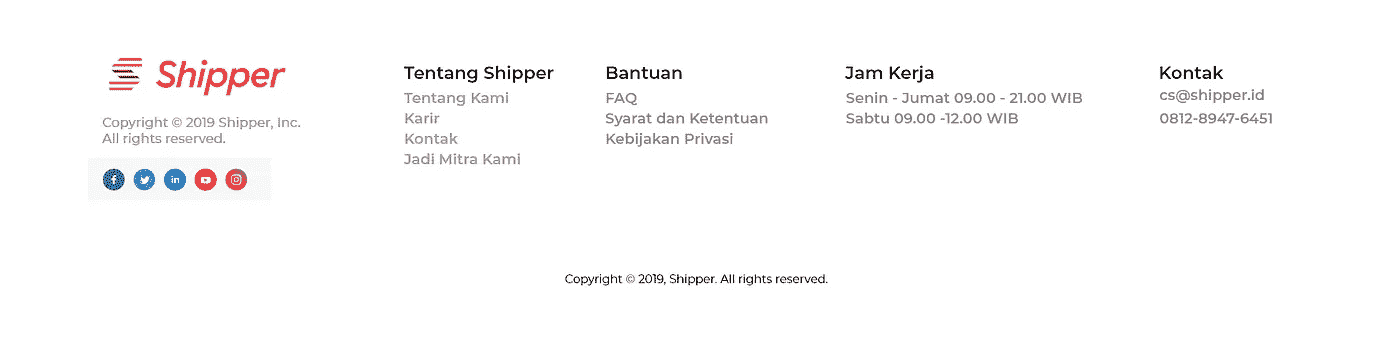 Shipper
Copyright © 2019 Shipper, Inc.
All rights reserved.
Tentang Shipper
Tentang Kami
Karir
Kontak
Jadi Mitra Kami
Bantuan
FAQ
Syarat dan Ketentuan
Kebijakan Privasi
Jam Kerja
Senin - Jumat 09.00 - 21.00 WIB
Sabtu 09.00 -12.00 WIB
Kontak
cs@shipper.id
0812-8947-6451
Copyright © 2019, Shipper. All rights reserved.